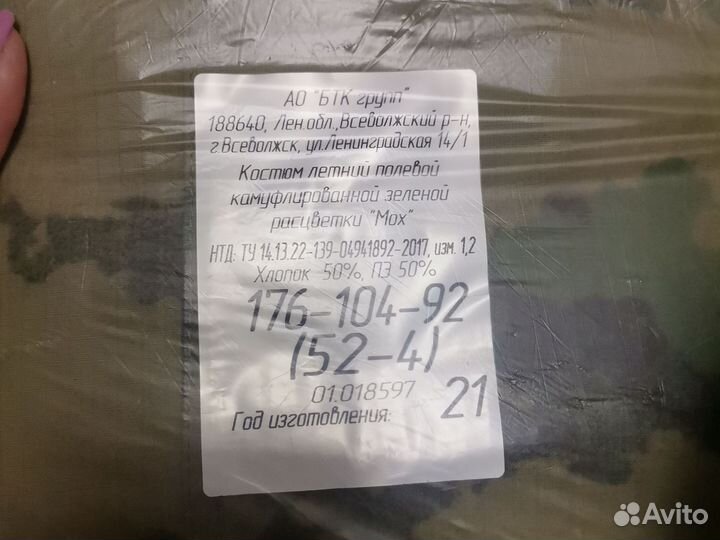 АО "БТК групп"
188640, Лен.обл.,Всеволжский р-н,
г.Всеволжск, ул.Ленинградская 14/1
Костюм летний полевой
камуфлированной зеленой
расцветки "Мох"
НТД: ТУ 14.13.22-139-04941892-2017, изм. 1,2
Хлопок 50%, ПЭ 50%
176-104-92
(52-4)
01.018597
Год изготовления: 21
Avito